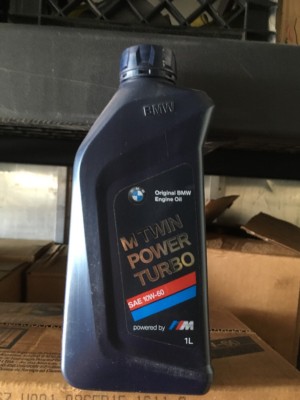 BMW
Original BMW
Engine Oil
M TWIN
POWER
TURBO
SAE 10W-60
powered by M
1L